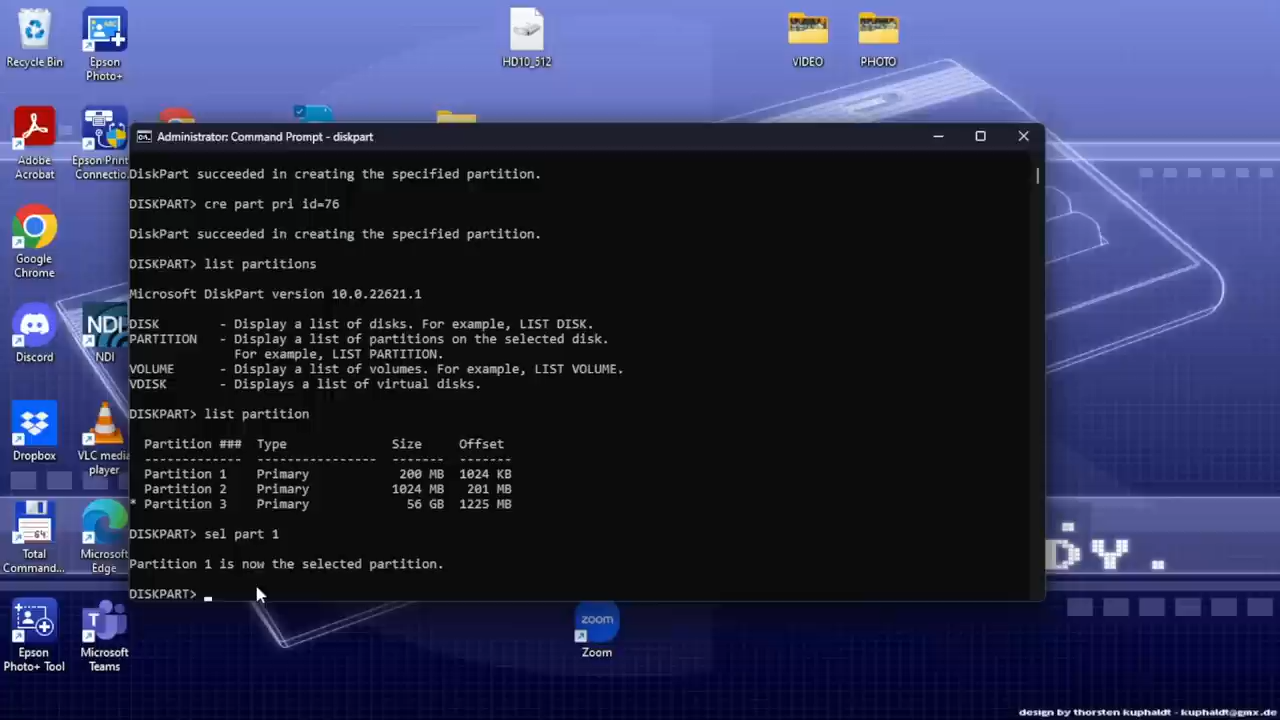 Recycle Bin
Epson
Photo+
HD10_512
VIDEO
PHOTO
Adobe
Acrobat
Epson Print
Connectio...
Google
Chrome
Discord
NDI
NDI
Dropbox
VLC media
player
64
Total
Command...
Microsoft
Edge
Epson
Photo+ Tool
Microsoft
Teams
zoom
Zoom
Administrator: Command Prompt - diskpart
DiskPart succeeded in creating the specified partition.
DISKPART> cre part pri id=76
DiskPart succeeded in creating the specified partition.
DISKPART> list partitions
Microsoft DiskPart version 10.0.22621.1
DISK - Display a list of disks. For example, LIST DISK.
PARTITION - Display a list of partitions on the selected disk.
For example, LIST PARTITION.
VOLUME - Display a list of volumes. For example, LIST VOLUME.
VDISK - Displays a list of virtual disks.
DISKPART> list partition
Partition ### Type Size Offset
------------- ---------------- ------- -------
Partition 1 Primary 200 MB 1024 KB
Partition 2 Primary 1024 MB 201 MB
* Partition 3 Primary 56 GB 1225 MB
DISKPART> sel part 1
Partition 1 is now the selected partition.
DISKPART>
DY.
design by thorsten kuphaldt - kuphaldt@gmx.de